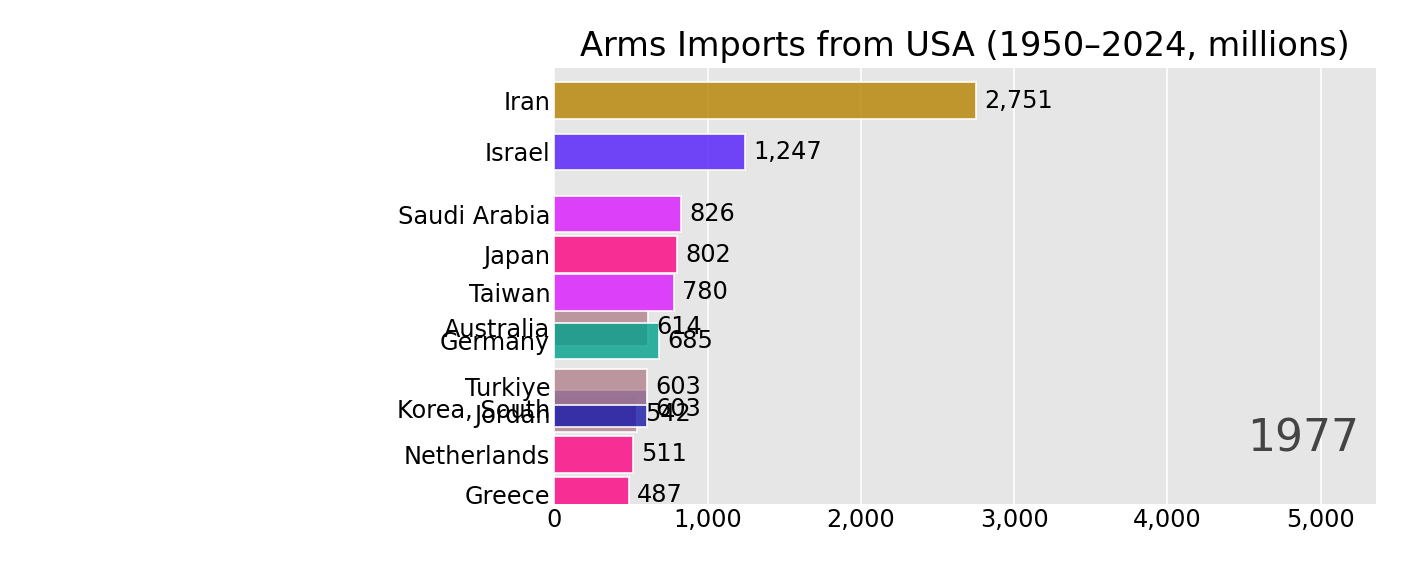 Arms Imports from USA (1950–2024, millions)
Iran 2,751
Israel 1,247
Saudi Arabia 826
Japan 802
Taiwan 780
Australia 614
Germany 685
Turkiye 603
Korea, South 603
Jordan 542
Netherlands 511
Greece 487
1977
0 1,000 2,000 3,000 4,000 5,000